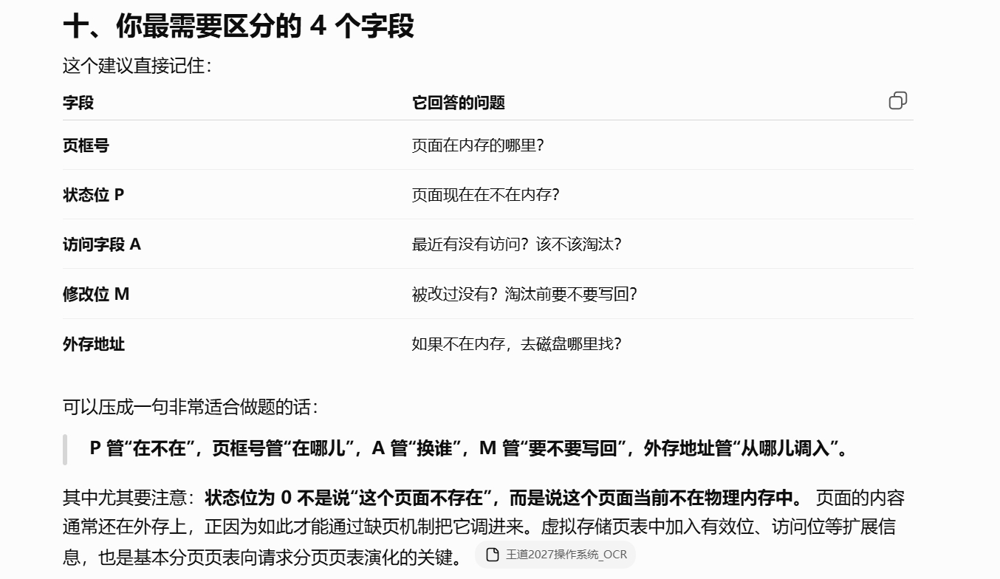 十、你最需要区分的 4 个字段
这个建议直接记住：
字段 它回答的问题
页框号 页面在内存的哪里？
状态位 P 页面现在在不在内存？
访问字段 A 最近有没有访问？该不该淘汰？
修改位 M 被改过没有？淘汰前要不要写回？
外存地址 如果不在内存，去磁盘哪里找？
可以压成一句非常适合做题的话：
P 管“在不在”，页框号管“在哪儿”，A 管“换谁”，M 管“要不要写回”，外存地址管“从哪儿调入”。
其中尤其要注意：状态位为 0 不是说“这个页面不存在”，而是说这个页面当前不在物理内存中。 页面的内容
通常还在外存上，正因为如此才能通过缺页机制把它调进来。虚拟存储页表中加入有效位、访问位等扩展信
息，也是基本分页页表向请求分页页表演化的关键。 王道2027操作系统_OCR